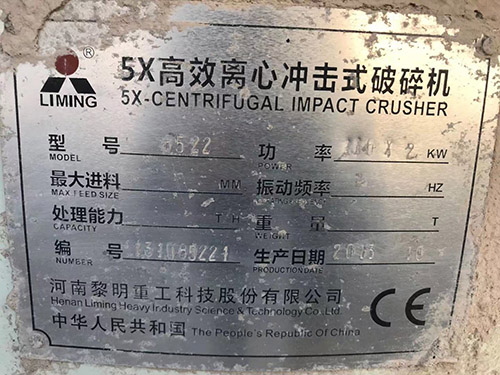 LIMING ®
5X高效离心冲击式破碎机
5X-CENTRIFUGAL IMPACT CRUSHER
型 号 功 率 KW
MODEL POWER
最大进料 MM 振动频率 HZ
MAX FEED SIZE
处理能力 T/H 重 量 T
CAPACITY WEIGHT
编 号 生产日期
NUMBER PRODUCTION DATE
河南黎明重工科技股份有限公司
Henan Liming Heavy Industry Science & Technology Co., Ltd.
中华人民共和国 The People's Republic Of China CE